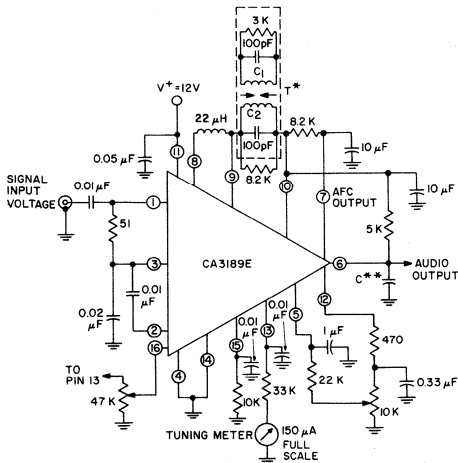 3 K
100pF
C1
T*
V+ = 12V
22 µH
C2
100pF
8.2 K
8.2 K
10 µF
0.05 µF
11
8
9
10
7
AFC
OUTPUT
10 µF
SIGNAL
INPUT
VOLTAGE
0.01
µF
1
51
5 K
3
CA3189E
6
AUDIO
OUTPUT
C**
0.01
µF
0.02
µF
2
16
12
0.01
µF
0.01
µF
5
15
13
4
14
1 µF
470
TO
PIN 13
47 K
10K
33K
22 K
0.33 µF
10K
TUNING METER
150 µA
FULL
SCALE